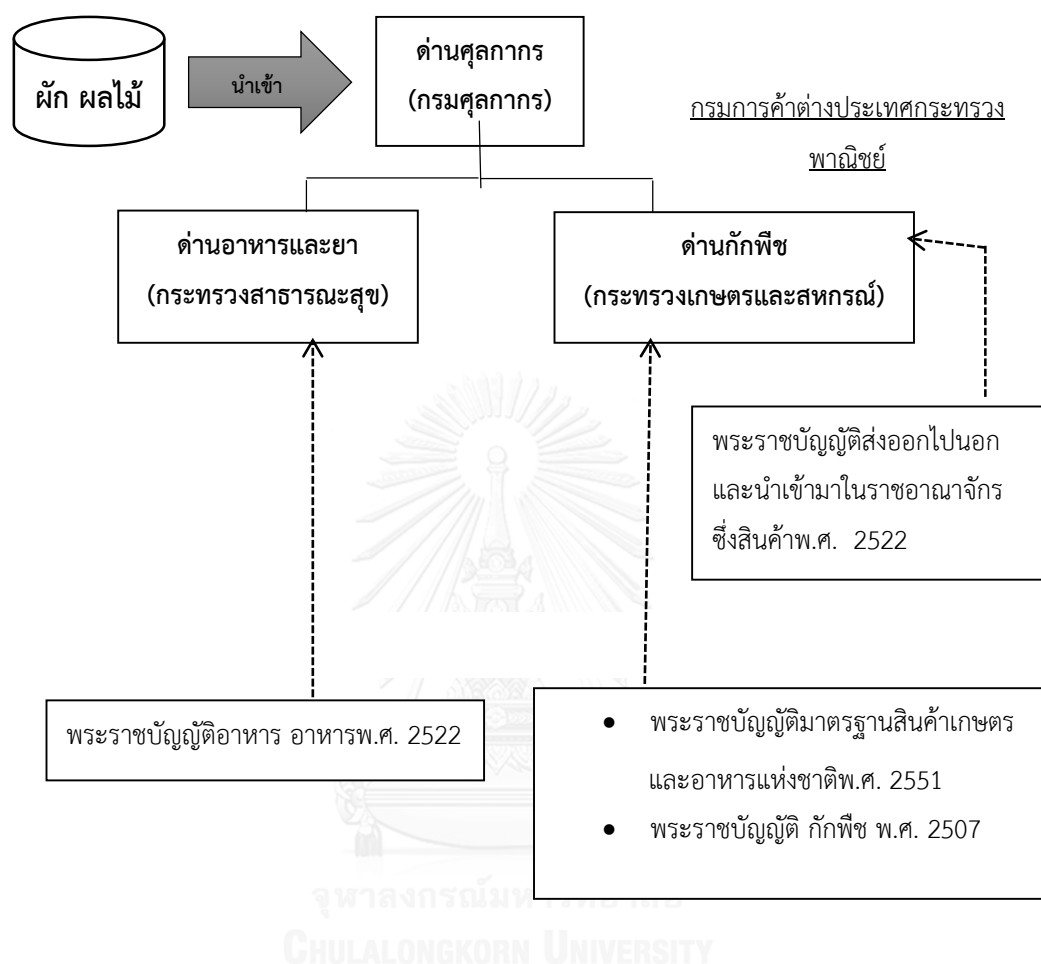 ผัก ผลไม้
นำเข้า
ด่านศุลกากร
(กรมศุลกากร)
กรมการค้าต่างประเทศกระทรวง
พาณิชย์
ด่านอาหารและยา
(กระทรวงสาธารณะสุข)
ด่านกักพืช
(กระทรวงเกษตรและสหกรณ์)
พระราชบัญญัติส่งออกไปนอก
และนำเข้ามาในราชอาณาจักร
ซึ่งสินค้าพ.ศ. 2522
พระราชบัญญัติอาหาร อาหารพ.ศ. 2522
• พระราชบัญญัติมาตรฐานสินค้าเกษตร
และอาหารแห่งชาติพ.ศ. 2551
• พระราชบัญญัติ กักพืช พ.ศ. 2507
CHULALONGKORN UNIVERSITY